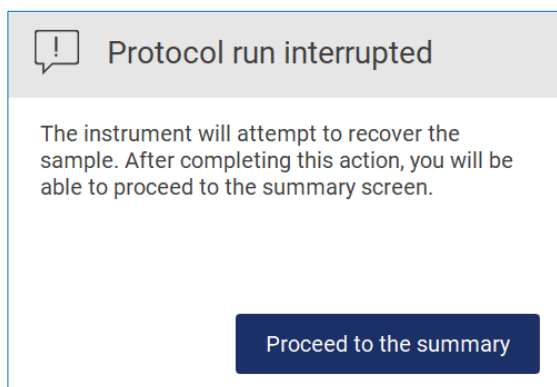 !
Protocol run interrupted
The instrument will attempt to recover the
sample. After completing this action, you will be
able to proceed to the summary screen.
Proceed to the summary